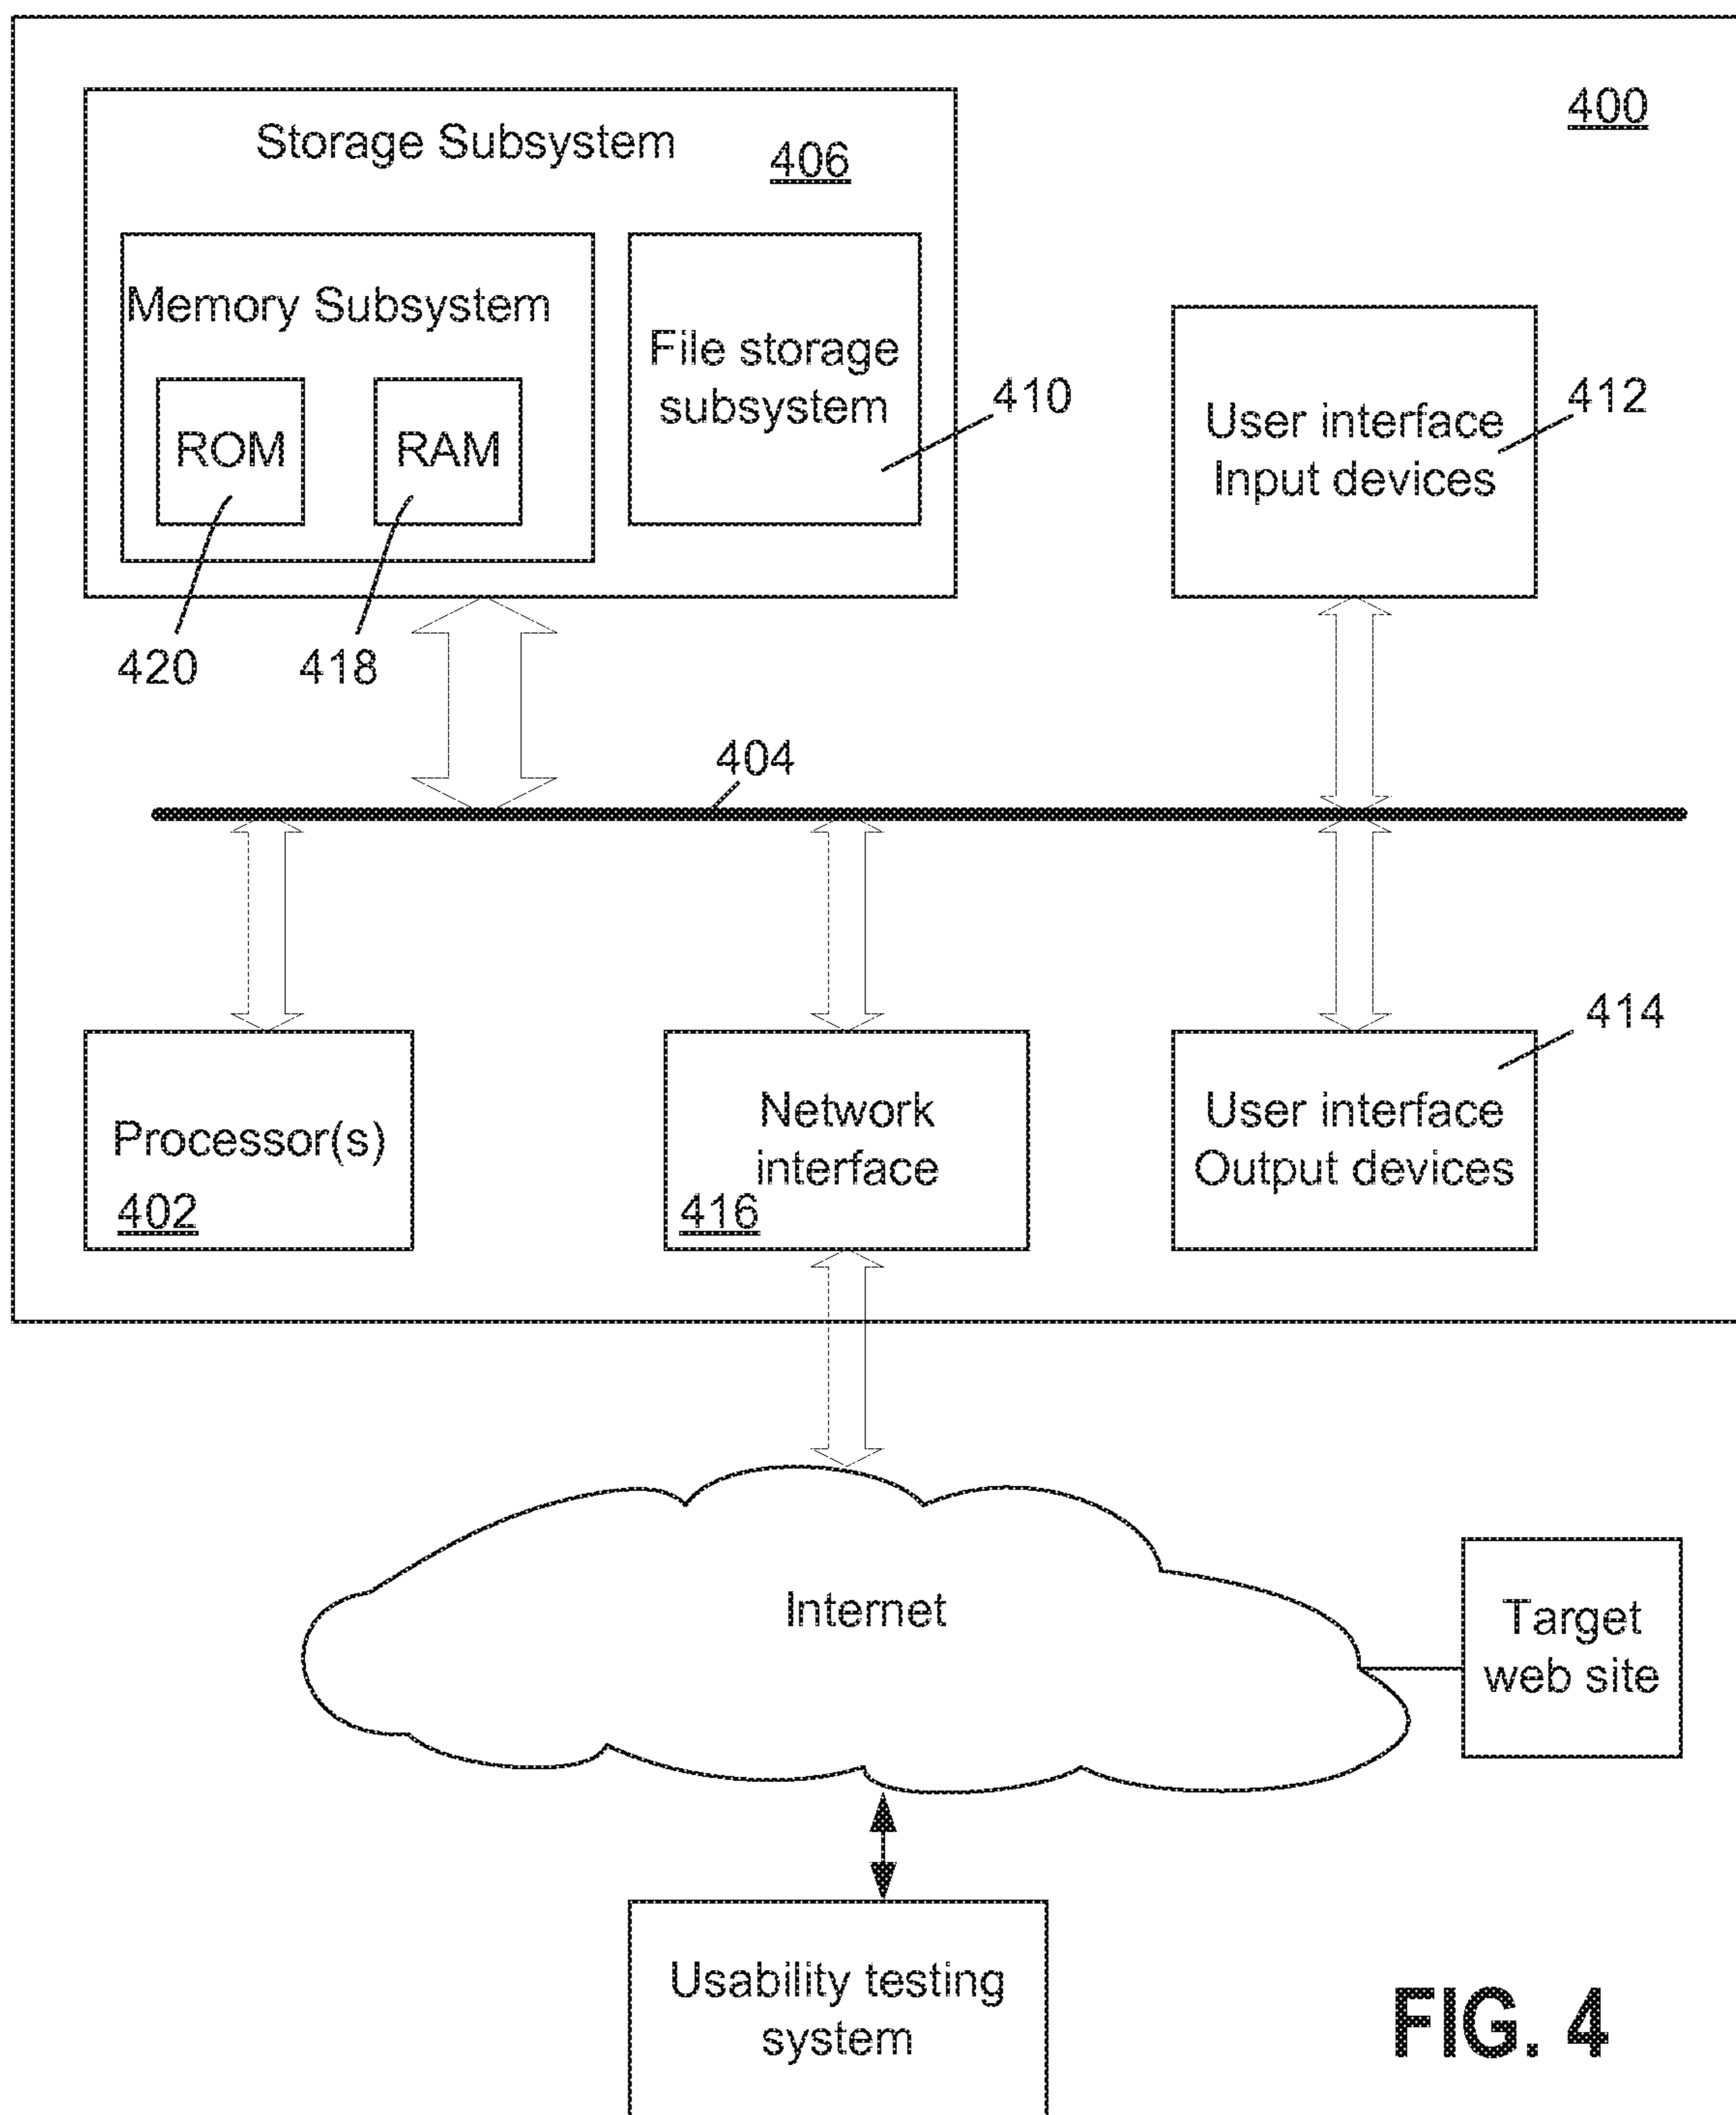 400
Storage Subsystem
406
Memory Subsystem
File storage
subsystem
410
ROM
RAM
420
418
User interface
Input devices
412
404
Processor(s)
402
Network
interface
416
414
User interface
Output devices
Internet
Target
web site
Usability testing
system
FIG. 4